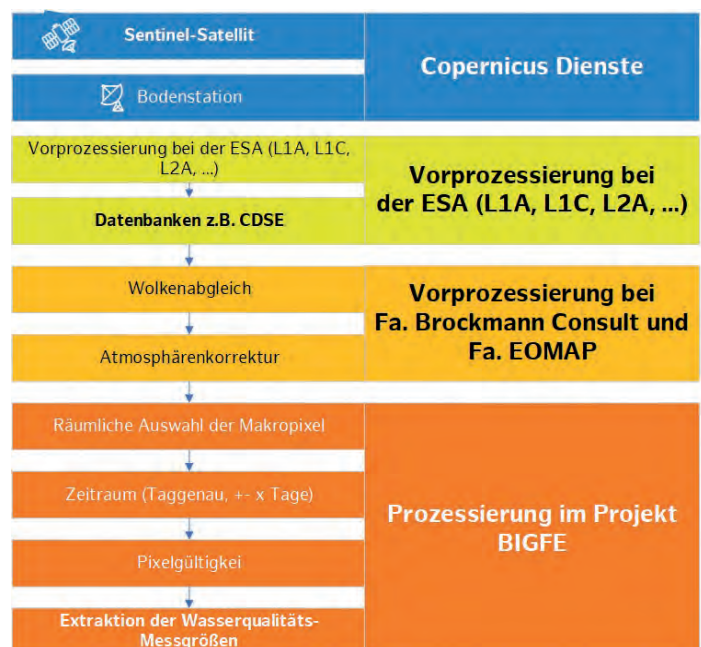 Sentinel-Satellit
Bodenstation
Copernicus Dienste
Vorprozessierung bei der ESA (L1A, L1C,
L2A, ...)
Datenbanken z.B. CDSE
Vorprozessierung bei
der ESA (L1A, L1C, L2A, ...)
Wolkenabgleich
Atmosphärenkorrektur
Vorprozessierung bei
Fa. Brockmann Consult und
Fa. EOMAP
Räumliche Auswahl der Makropixel
Zeitraum (Taggenau, +- x Tage)
Pixelgültigkei
Extraktion der Wasserqualitäts-
Messgrößen
Prozessierung im Projekt
BIGFE